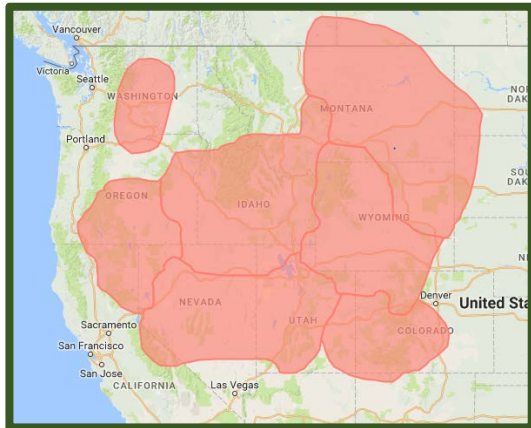 Vancouver
Victoria
Seattle
WASHINGTON
NOR
DAK
MONTANA
Portland
OREGON
IDAHO
SOU
DAK
WYOMING
NE
NEVADA
UTAH
Denver
United Sta
COLORADO
Sacramento
San Francisco
San Jose
CALIFORNIA
Las Vegas